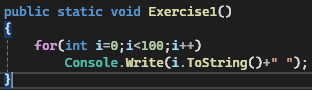 public static void Exercise1()
{
for(int i=0;i<100;i++)
Console.Write(i.ToString()+" ");
}